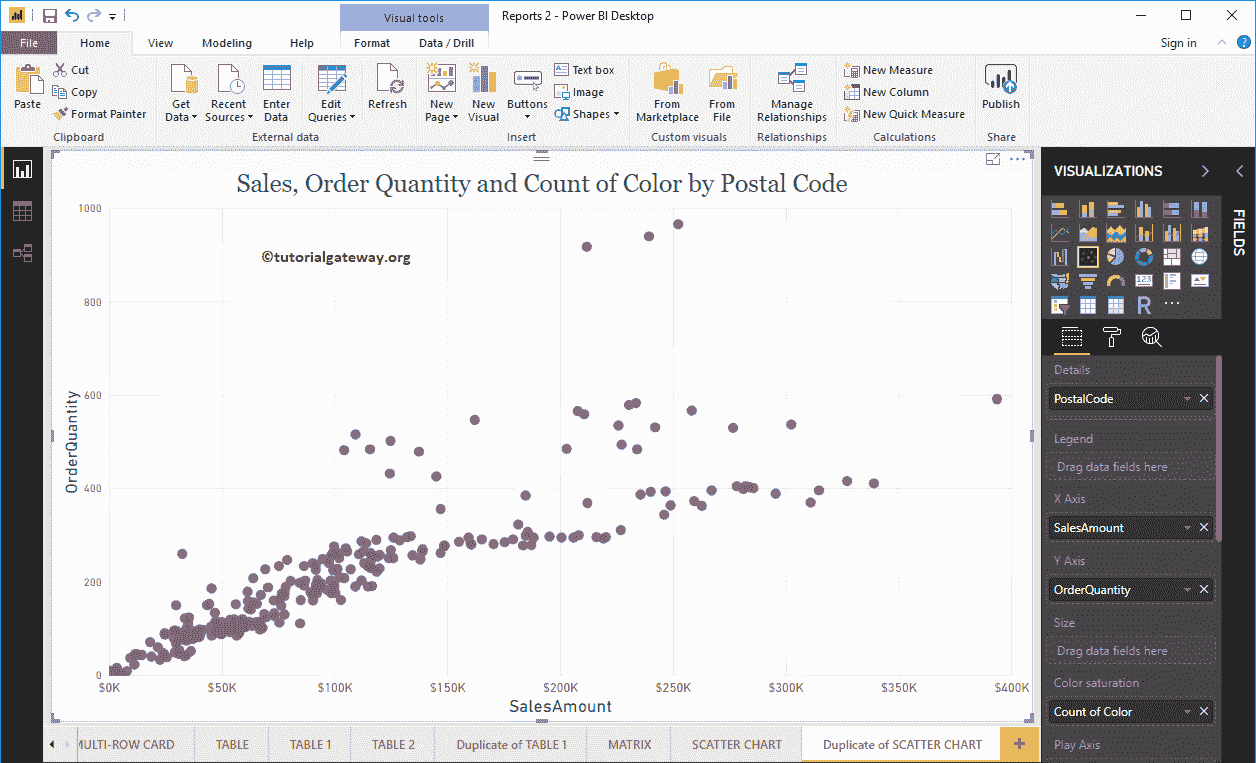 Visual tools
Reports 2 - Power BI Desktop
File Home View Modeling Help Format Data / Drill Sign in ?
Paste
Cut
Copy
Format Painter
Clipboard
Get Data
Recent Sources
Enter Data
Edit Queries
External data
Refresh
New Page
New Visual
Buttons
Text box
Image
Shapes
Insert
From Marketplace
From File
Custom visuals
Manage Relationships
Relationships
New Measure
New Column
New Quick Measure
Calculations
Publish
Share
Sales, Order Quantity and Count of Color by Postal Code
©tutorialgateway.org
OrderQuantity
1000
800
600
400
200
0
$0K $50K $100K $150K $200K $250K $300K $350K $400K
SalesAmount
VISUALIZATIONS
FIELDS
123
R
Details
PostalCode
Legend
Drag data fields here
X Axis
SalesAmount
Y Axis
OrderQuantity
Size
Drag data fields here
Color saturation
Count of Color
Play Axis
MULTI-ROW CARD TABLE TABLE 1 TABLE 2 Duplicate of TABLE 1 MATRIX SCATTER CHART Duplicate of SCATTER CHART +